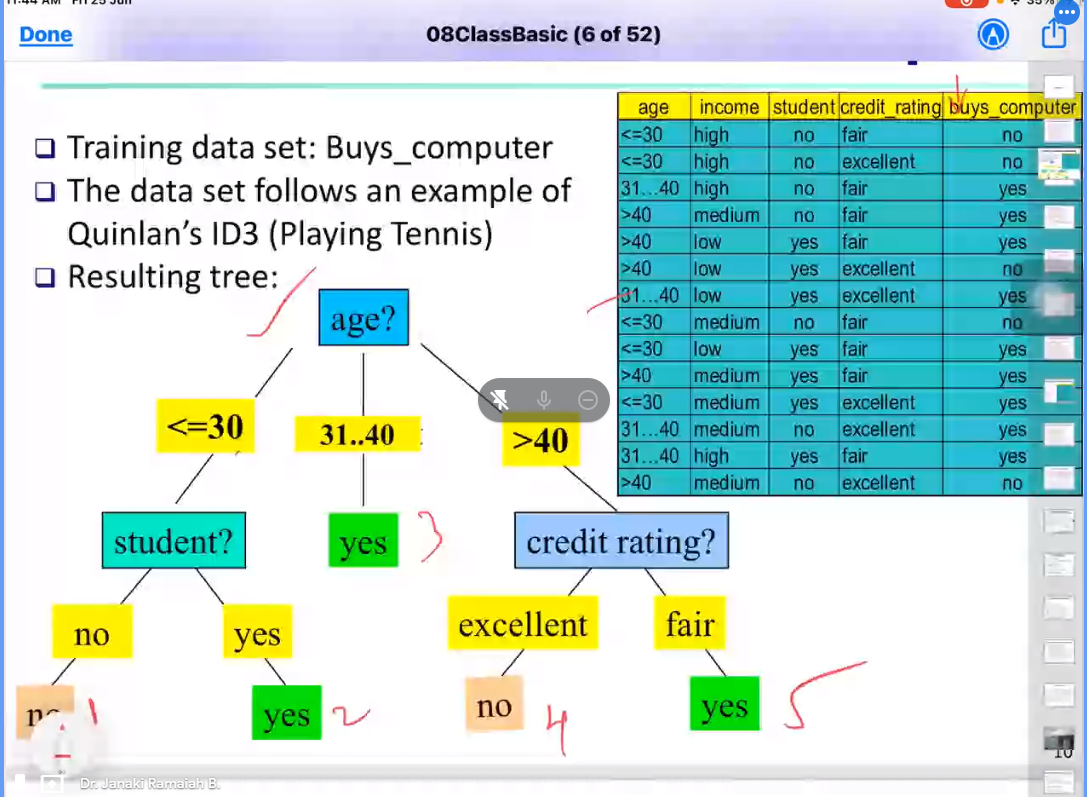 Done
08ClassBasic (6 of 52)
Training data set: Buys_computer
The data set follows an example of
Quinlan's ID3 (Playing Tennis)
Resulting tree:
age income student credit_rating buys_computer
<=30 high no fair no
<=30 high no excellent no
31…40 high no fair yes
>40 medium no fair yes
>40 low yes fair yes
>40 low yes excellent no
31…40 low yes excellent yes
<=30 medium no fair no
<=30 low yes fair yes
>40 medium yes fair yes
<=30 medium yes excellent yes
31…40 medium no excellent yes
31…40 high yes fair yes
>40 medium no excellent no
age?
<=30 31..40 >40
student? yes 3 credit rating?
no yes excellent fair
no 1 yes 2 no 4 yes 5
10
Dr. Janaki Ramaiah B.